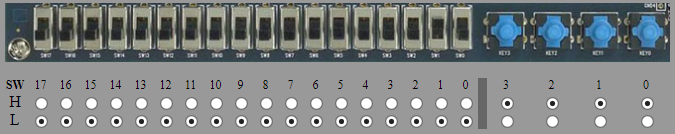 GND4
SW17 SW16 SW15 SW14 SW13 SW12 SW11 SW10 SW9 SW8 SW7 SW6 SW5 SW4 SW3 SW2 SW1 SW0 KEY3 KEY2 KEY1 KEY0
SW 17 16 15 14 13 12 11 10 9 8 7 6 5 4 3 2 1 0 3 2 1 0
H
L